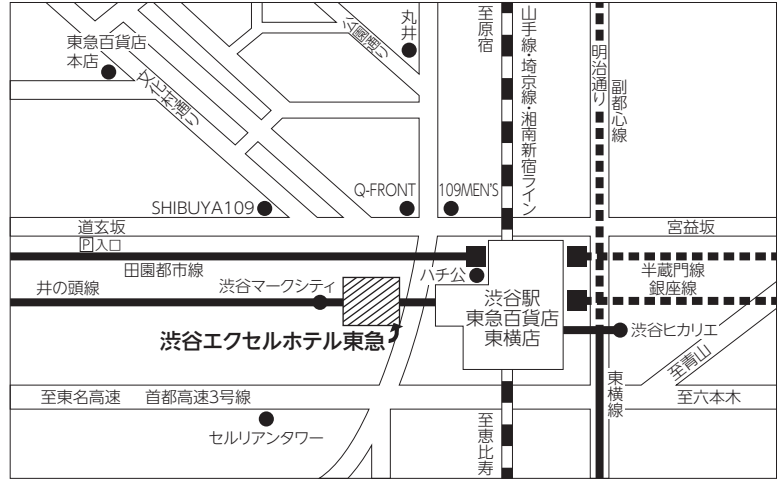 東急百貨店
本店
文化村通り
公園通り
丸井
至原宿
山手線・埼京線・湘南新宿ライン
明治通り
副都心線
SHIBUYA109
Q-FRONT
109MEN'S
道玄坂
宮益坂
P入口
田園都市線
ハチ公
半蔵門線
井の頭線
渋谷マークシティ
銀座線
渋谷駅
東急百貨店
東横店
渋谷エクセルホテル東急
渋谷ヒカリエ
至青山
東横線
至東名高速
首都高速3号線
至六本木
セルリアンタワー
至恵比寿